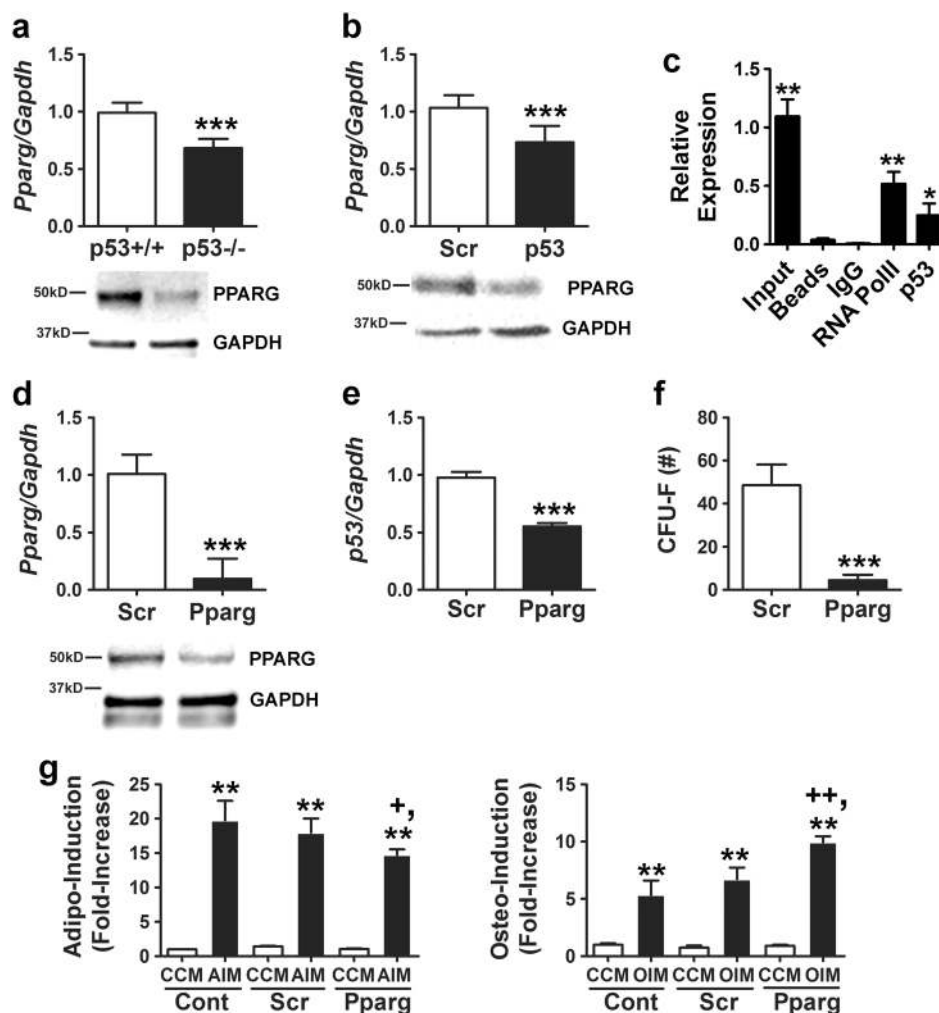 a
Pparg/Gapdh
1.5
1.0
0.5
0.0
***
p53+/+ p53-/-
50kD
PPARG
37kD
GAPDH
b
Pparg/Gapdh
1.5
1.0
0.5
0.0
***
Scr p53
50kD
PPARG
37kD
GAPDH
c
Relative
Expression
1.5
1.0
0.5
0.0
**
**
*
Input
Beads
IgG
RNA PolII
p53
d
Pparg/Gapdh
1.5
1.0
0.5
0.0
***
Scr Pparg
50kD
PPARG
37kD
GAPDH
e
p53/Gapdh
1.5
1.0
0.5
0.0
***
Scr Pparg
f
CFU-F (#)
80
60
40
20
0
***
Scr Pparg
g
Adipo-Induction
(Fold-Increase)
25
20
15
10
5
0
**
**
+,
**
CCM AIM CCM AIM CCM AIM
Cont Scr Pparg
Osteo-Induction
(Fold-Increase)
15
10
5
0
**
**
++,
**
CCM OIM CCM OIM CCM OIM
Cont Scr Pparg